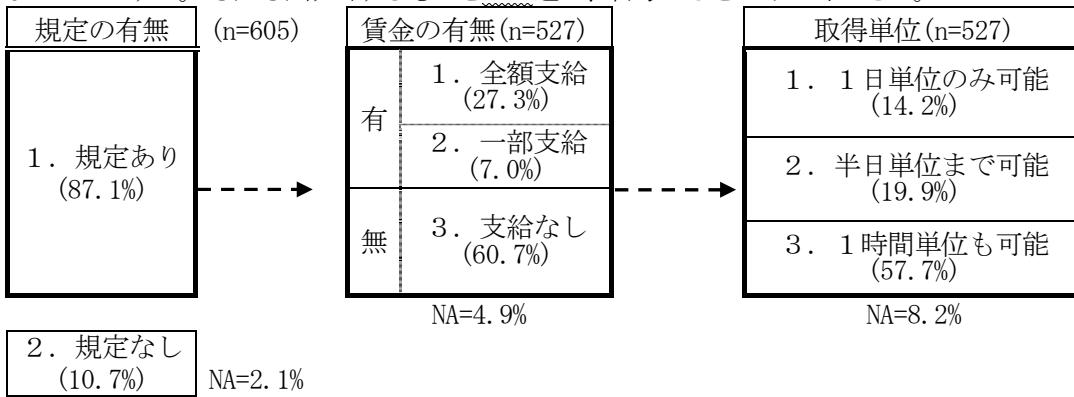 規定の有無 (n=605)
1．規定あり
(87.1%)
2．規定なし
(10.7%) NA=2.1%
賃金の有無(n=527)
有
1．全額支給
(27.3%)
2．一部支給
(7.0%)
無
3．支給なし
(60.7%)
NA=4.9%
取得単位(n=527)
1．1日単位のみ可能
(14.2%)
2．半日単位まで可能
(19.9%)
3．1時間単位も可能
(57.7%)
NA=8.2%